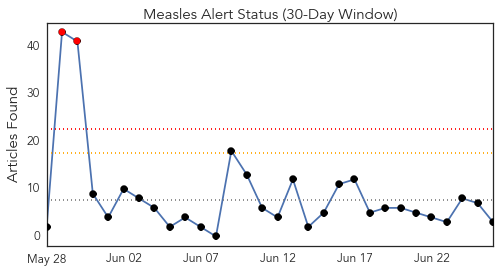 Measles Alert Status (30-Day Window)
Articles Found
40
30
20
10
0
May 28 Jun 02 Jun 07 Jun 12 Jun 17 Jun 22